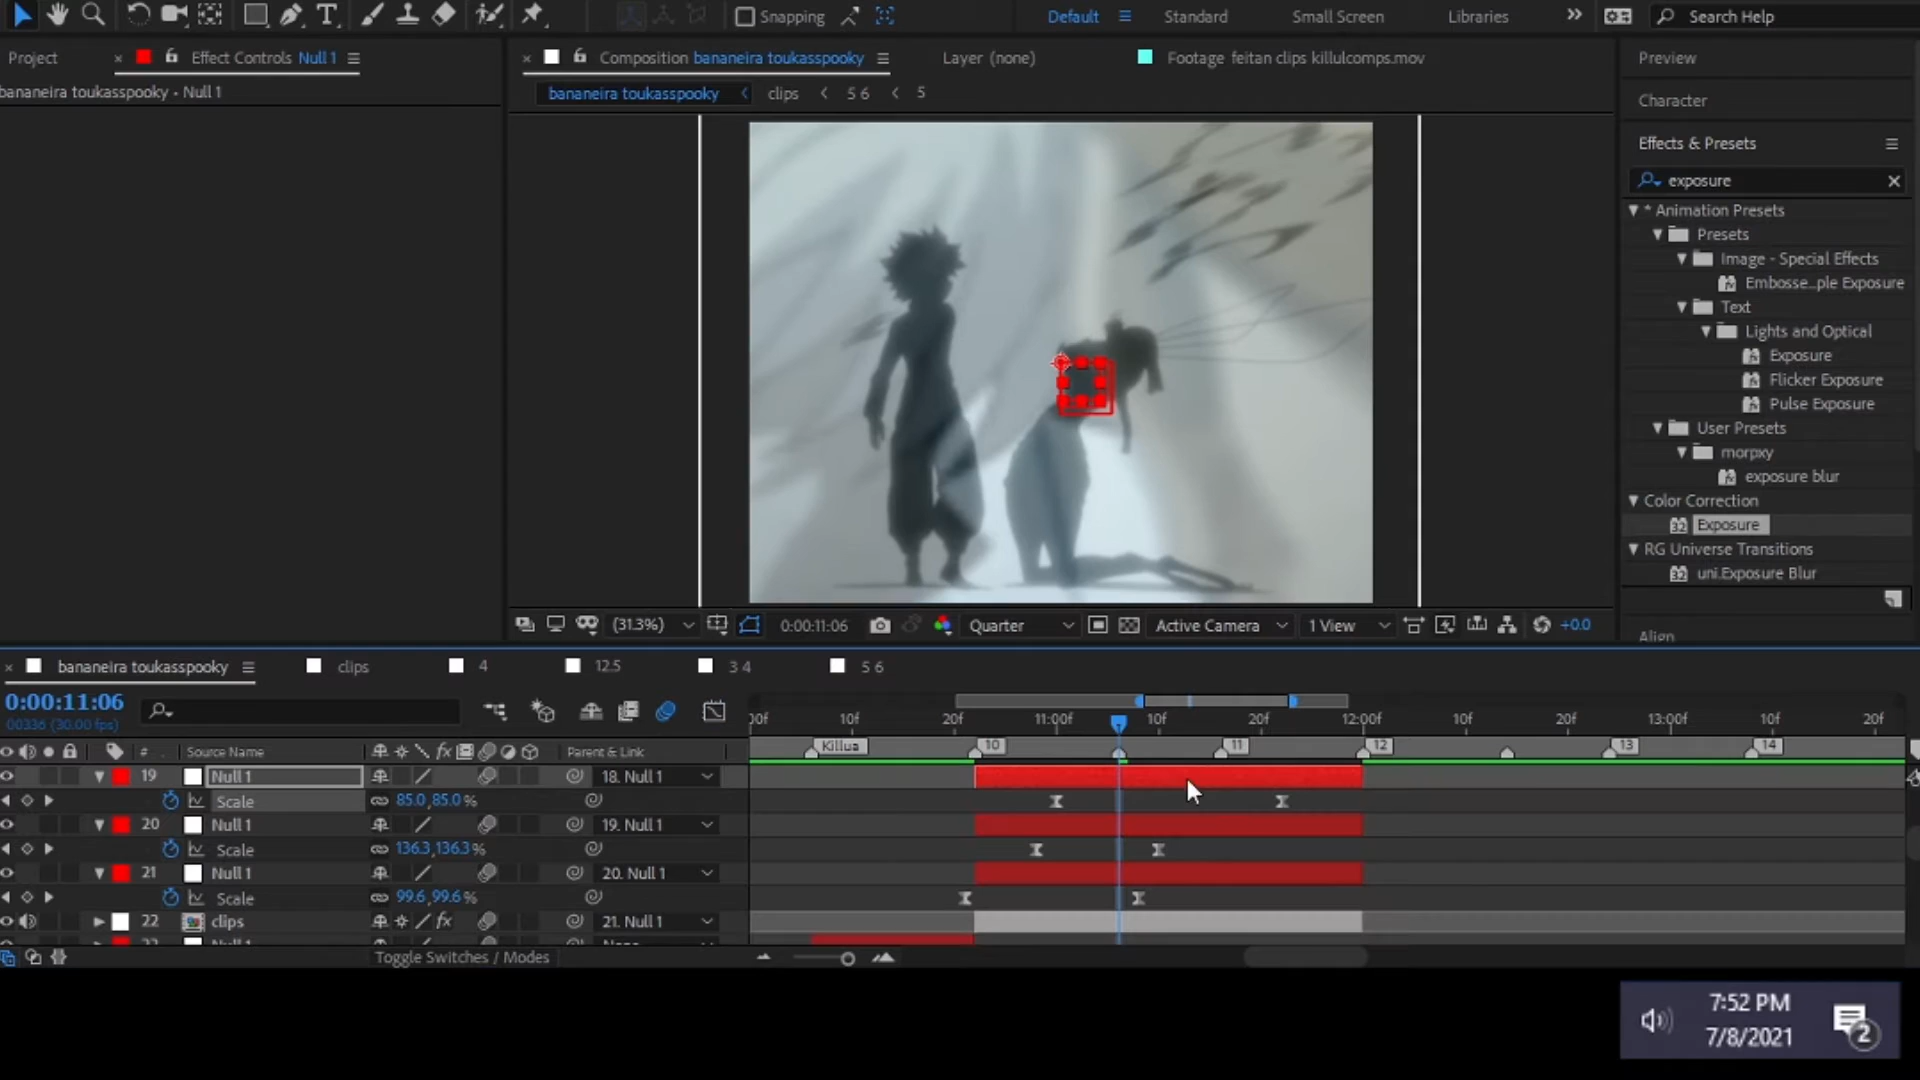 Snapping
Default
Standard
Small Screen
Libraries
Search Help
Project
Effect Controls Null 1
Composition bananeira toukasspooky
Layer (none)
Footage feitan clips killulcomps.mov
Preview
bananeira toukasspooky • Null 1
bananeira toukasspooky
clips
5 6
5
Character
Effects & Presets
exposure
* Animation Presets
Presets
Image - Special Effects
Embosse...ple Exposure
Text
Lights and Optical
Exposure
Flicker Exposure
Pulse Exposure
User Presets
morpxy
exposure blur
Color Correction
Exposure
RG Universe Transitions
uni.Exposure Blur
Align
(31.3%)
0:00:11:06
Quarter
Active Camera
1 View
+0.0
bananeira toukasspooky
clips
4
12.5
3 4
5 6
0:00:11:06
00336 (30.00 fps)
00f
10f
20f
11:00f
10f
20f
12:00f
10f
20f
13:00f
10f
20f
# Source Name
fx
Parent & Link
Killua
10
11
12
13
14
19 Null 1 18. Null 1
Scale 85.0,85.0 %
20 Null 1 19. Null 1
Scale 136.3,136.3 %
21 Null 1 20. Null 1
Scale 99.6,99.6 %
22 clips fx 21. Null 1
Toggle Switches / Modes
7:52 PM
7/8/2021
2